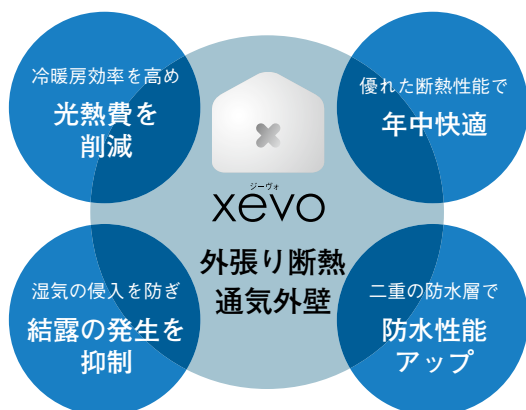 冷暖房効率を高め
光熱費を
削減
優れた断熱性能で
年中快適
ジーヴォ
xevo
外張り断熱
通気外壁
湿気の侵入を防ぎ
結露の発生を
抑制
二重の防水層で
防水性能
アップ